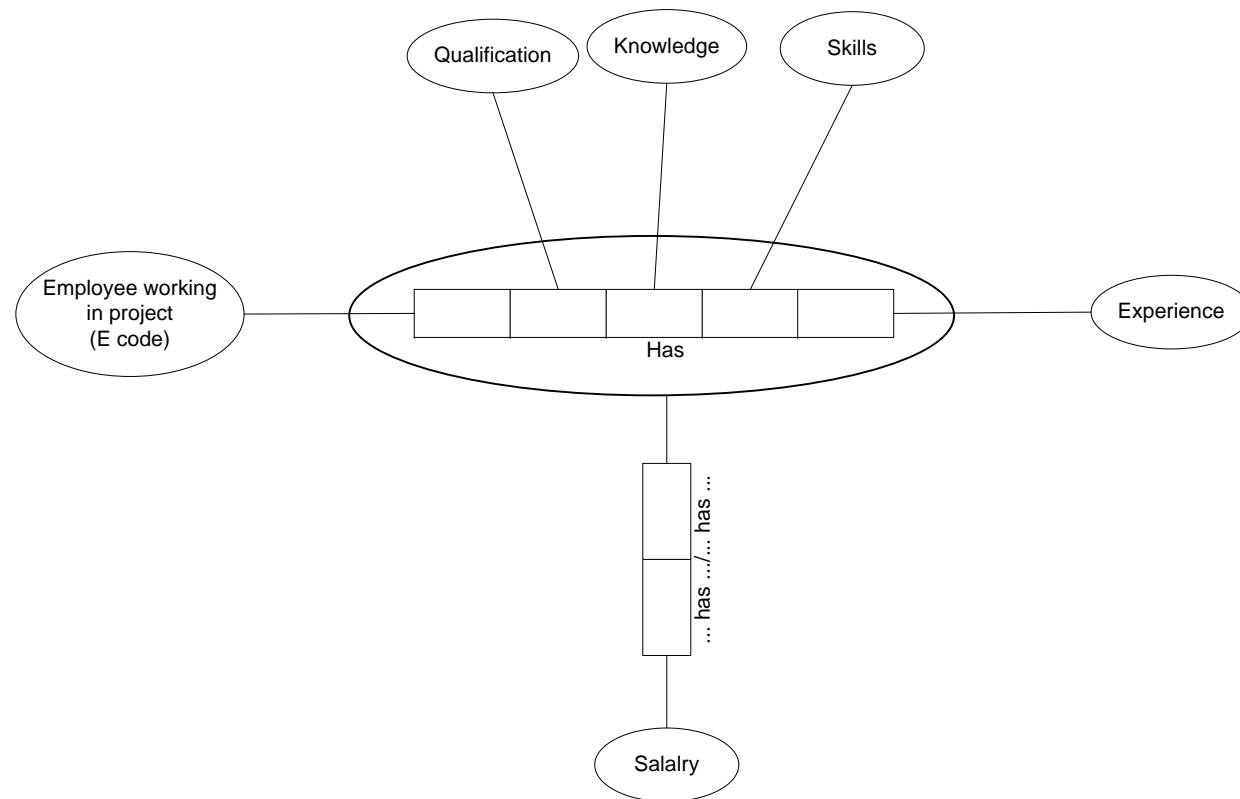 Qualification
Knowledge
Skills
Employee working
in project
(E code)
Experience
Has
... has .../... has ...
Salalry